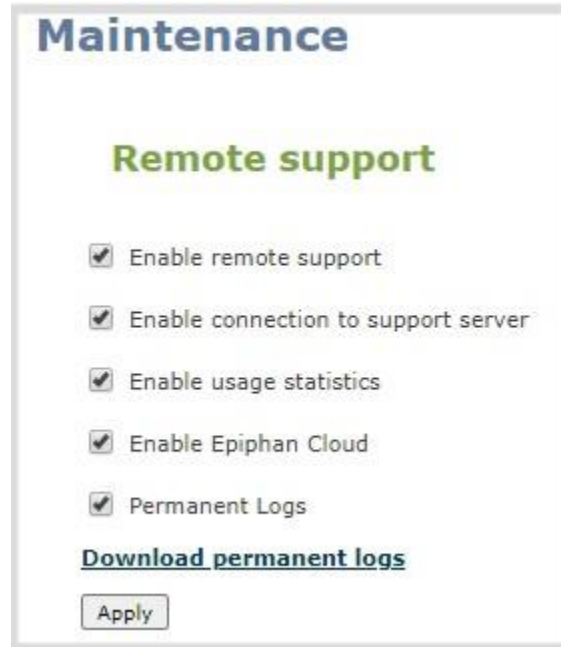 Maintenance
Remote support
Enable remote support
Enable connection to support server
Enable usage statistics
Enable Epiphan Cloud
Permanent Logs
Download permanent logs
Apply